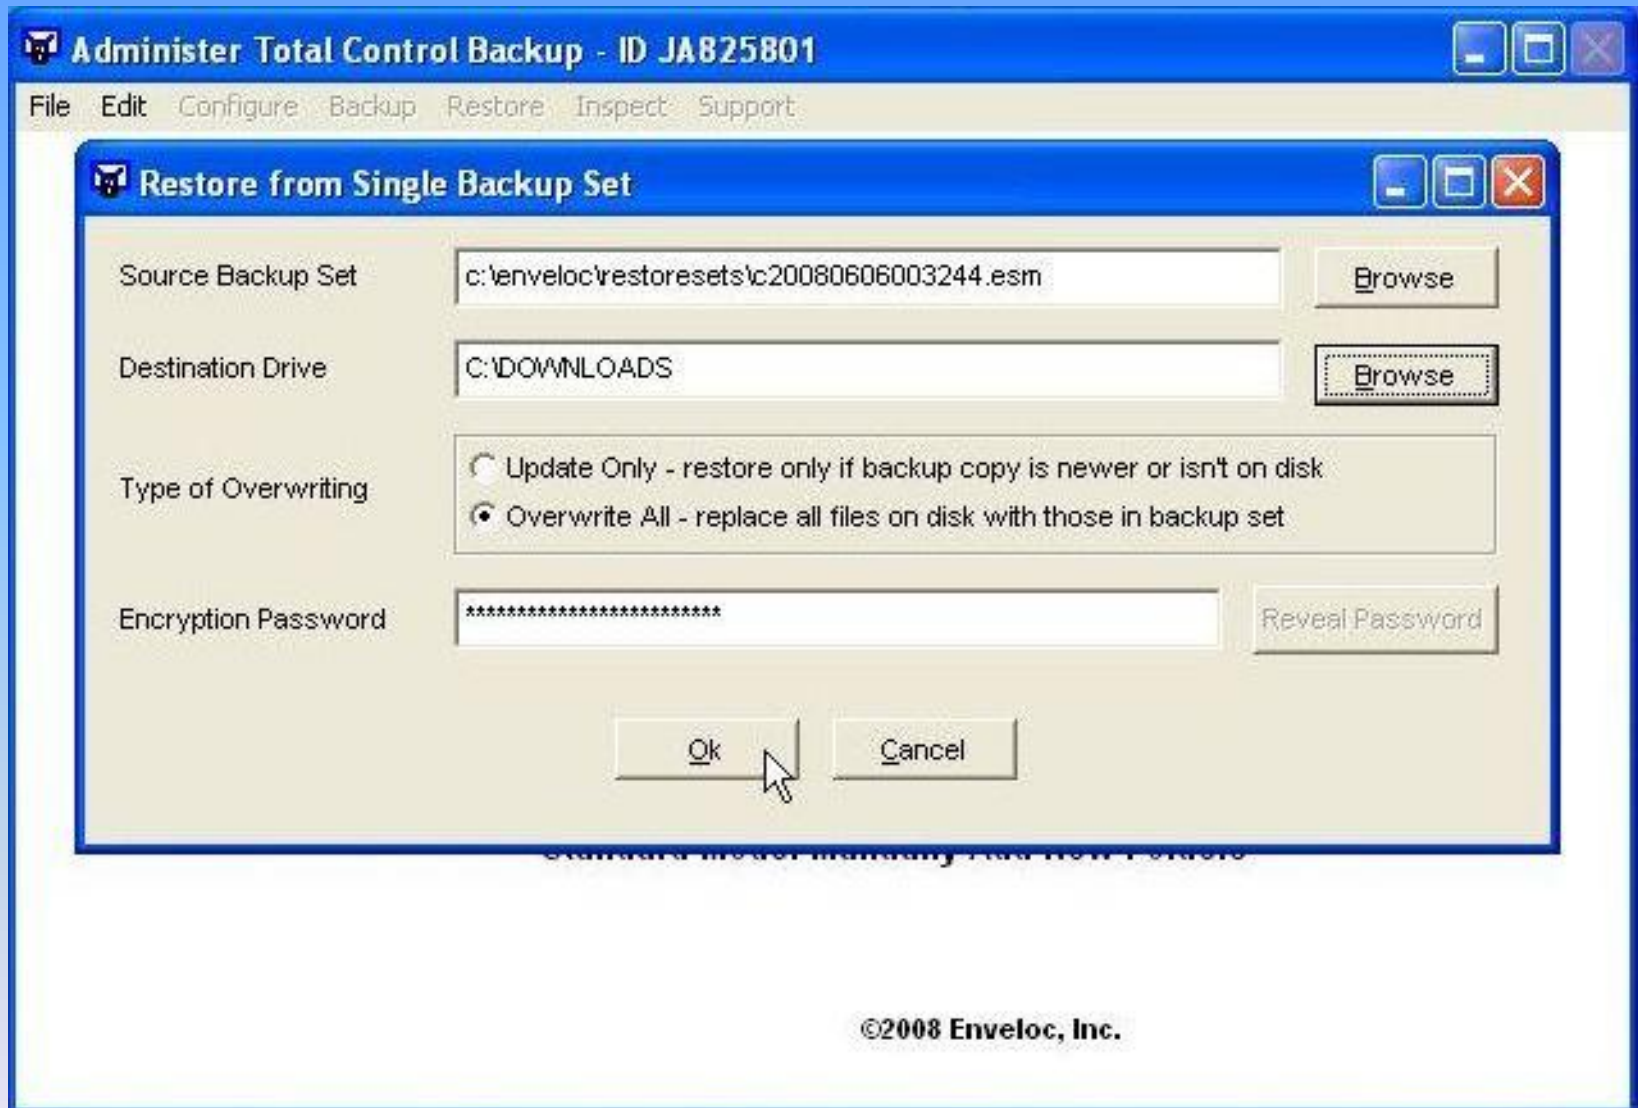 Administer Total Control Backup - ID JA825801
File Edit Configure Backup Restore Inspect Support
Restore from Single Backup Set
Source Backup Set c:\enveloc\restoresets\c20080606003244.esm Browse
Destination Drive C:\DOWNLOADS Browse
Type of Overwriting
Update Only - restore only if backup copy is newer or isn't on disk
Overwrite All - replace all files on disk with those in backup set
Encryption Password ************************* Reveal Password
Ok Cancel
©2008 Enveloc, Inc.